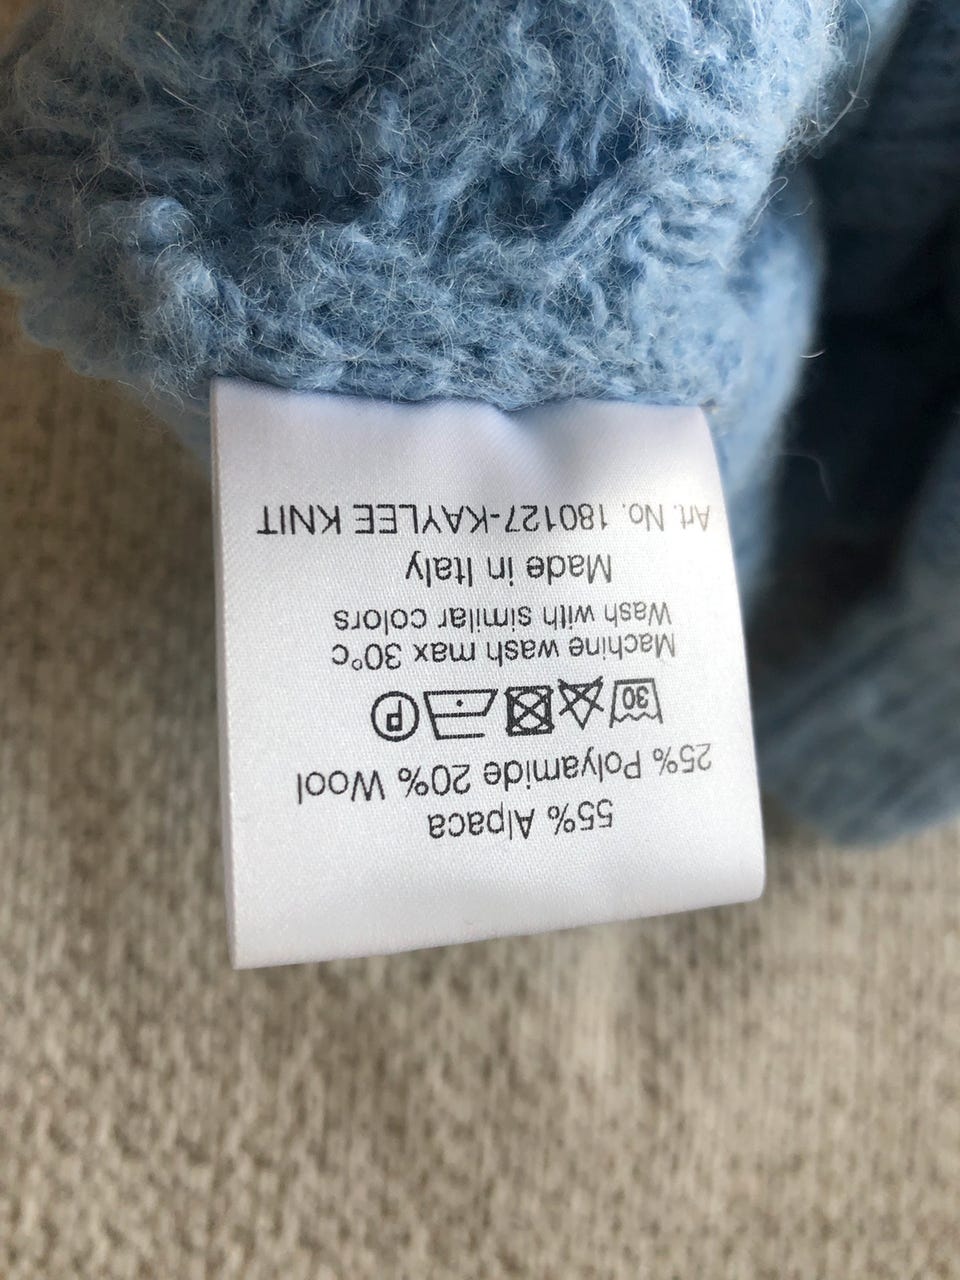 55% Alpaca
25% Polyamide 20% Wool
30 P
Machine wash max 30°c
Wash with similar colors
Made in Italy
Art. No. 180127-KAYLEE KNIT